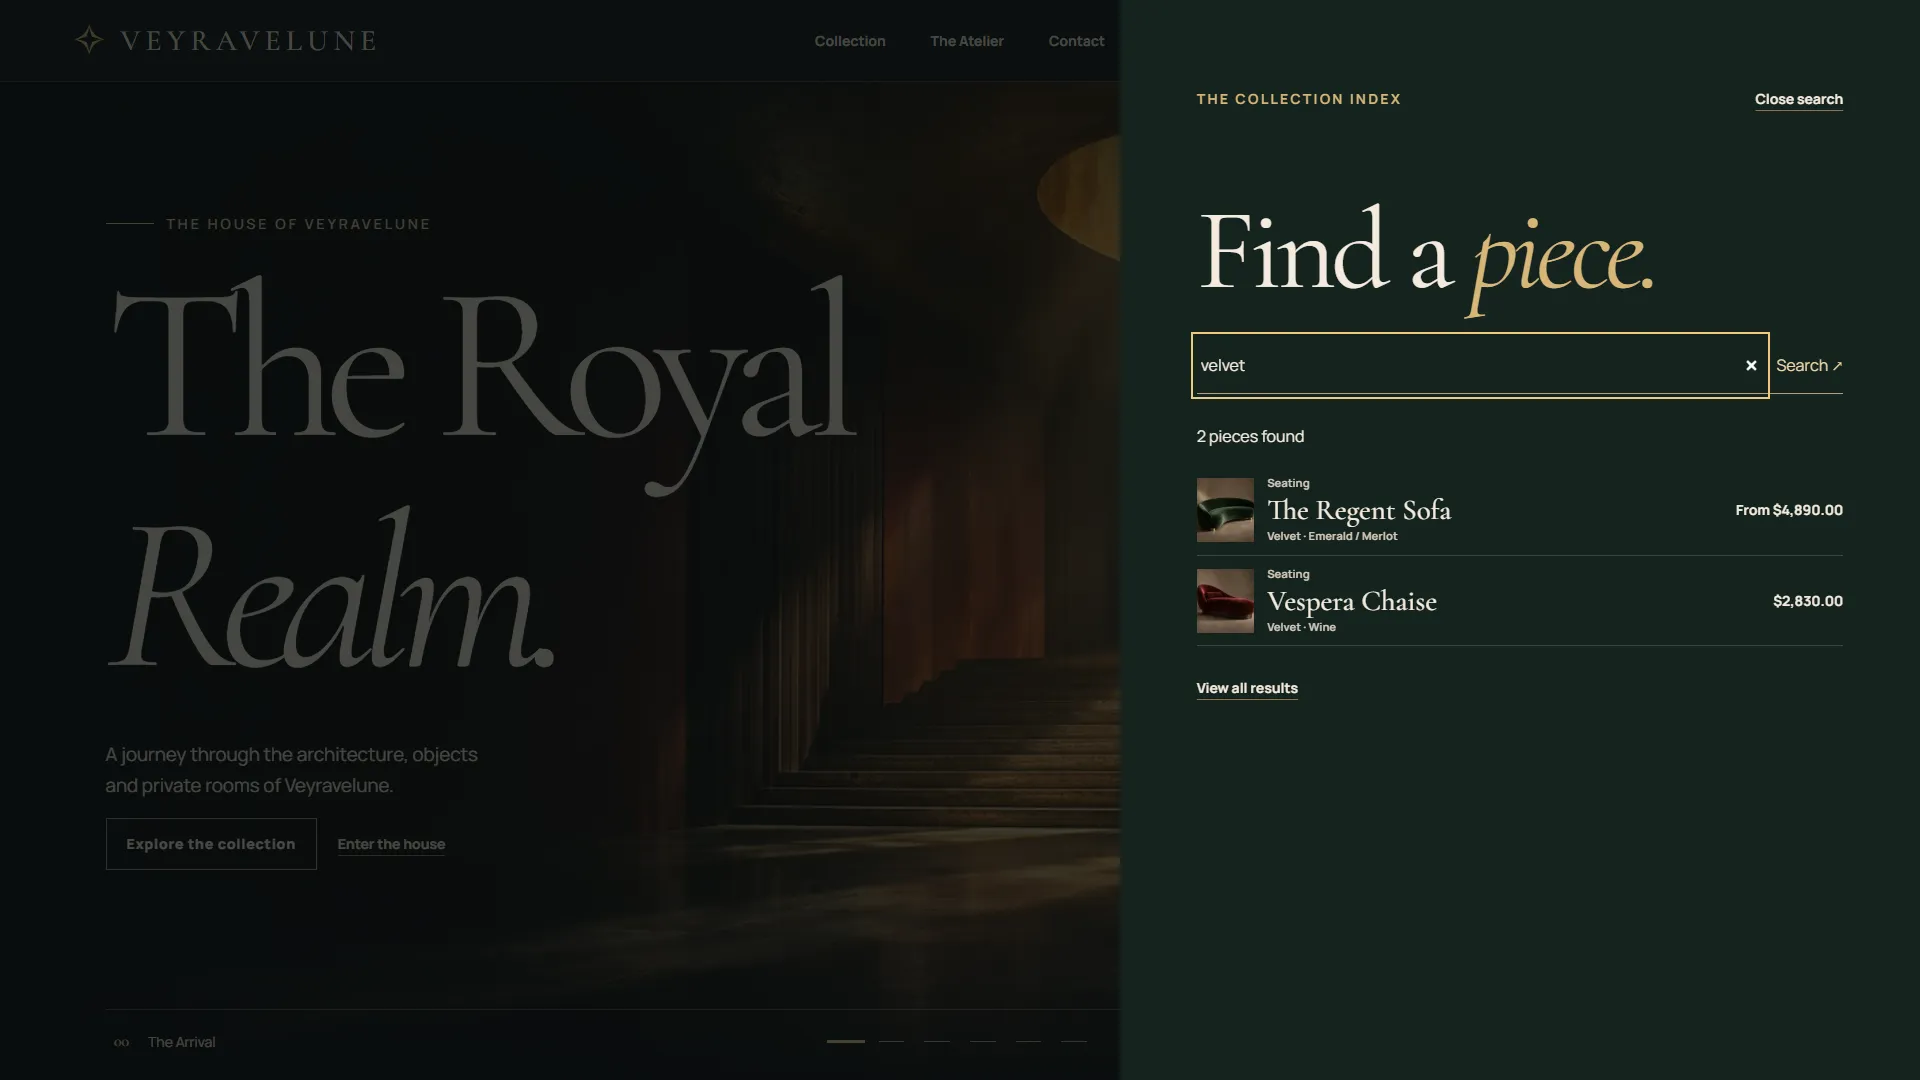 VEYRAVELUNE
Collection
The Atelier
Contact
THE HOUSE OF VEYRAVELUNE
The Royal
Realm.
A journey through the architecture, objects
and private rooms of Veyravelune.
Explore the collection
Enter the house
00
The Arrival
THE COLLECTION INDEX
Close search
Find a piece.
velvet
×
Search ↗
2 pieces found
Seating
The Regent Sofa
Velvet · Emerald / Merlot
From $4,890.00
Seating
Vespera Chaise
Velvet · Wine
$2,830.00
View all results